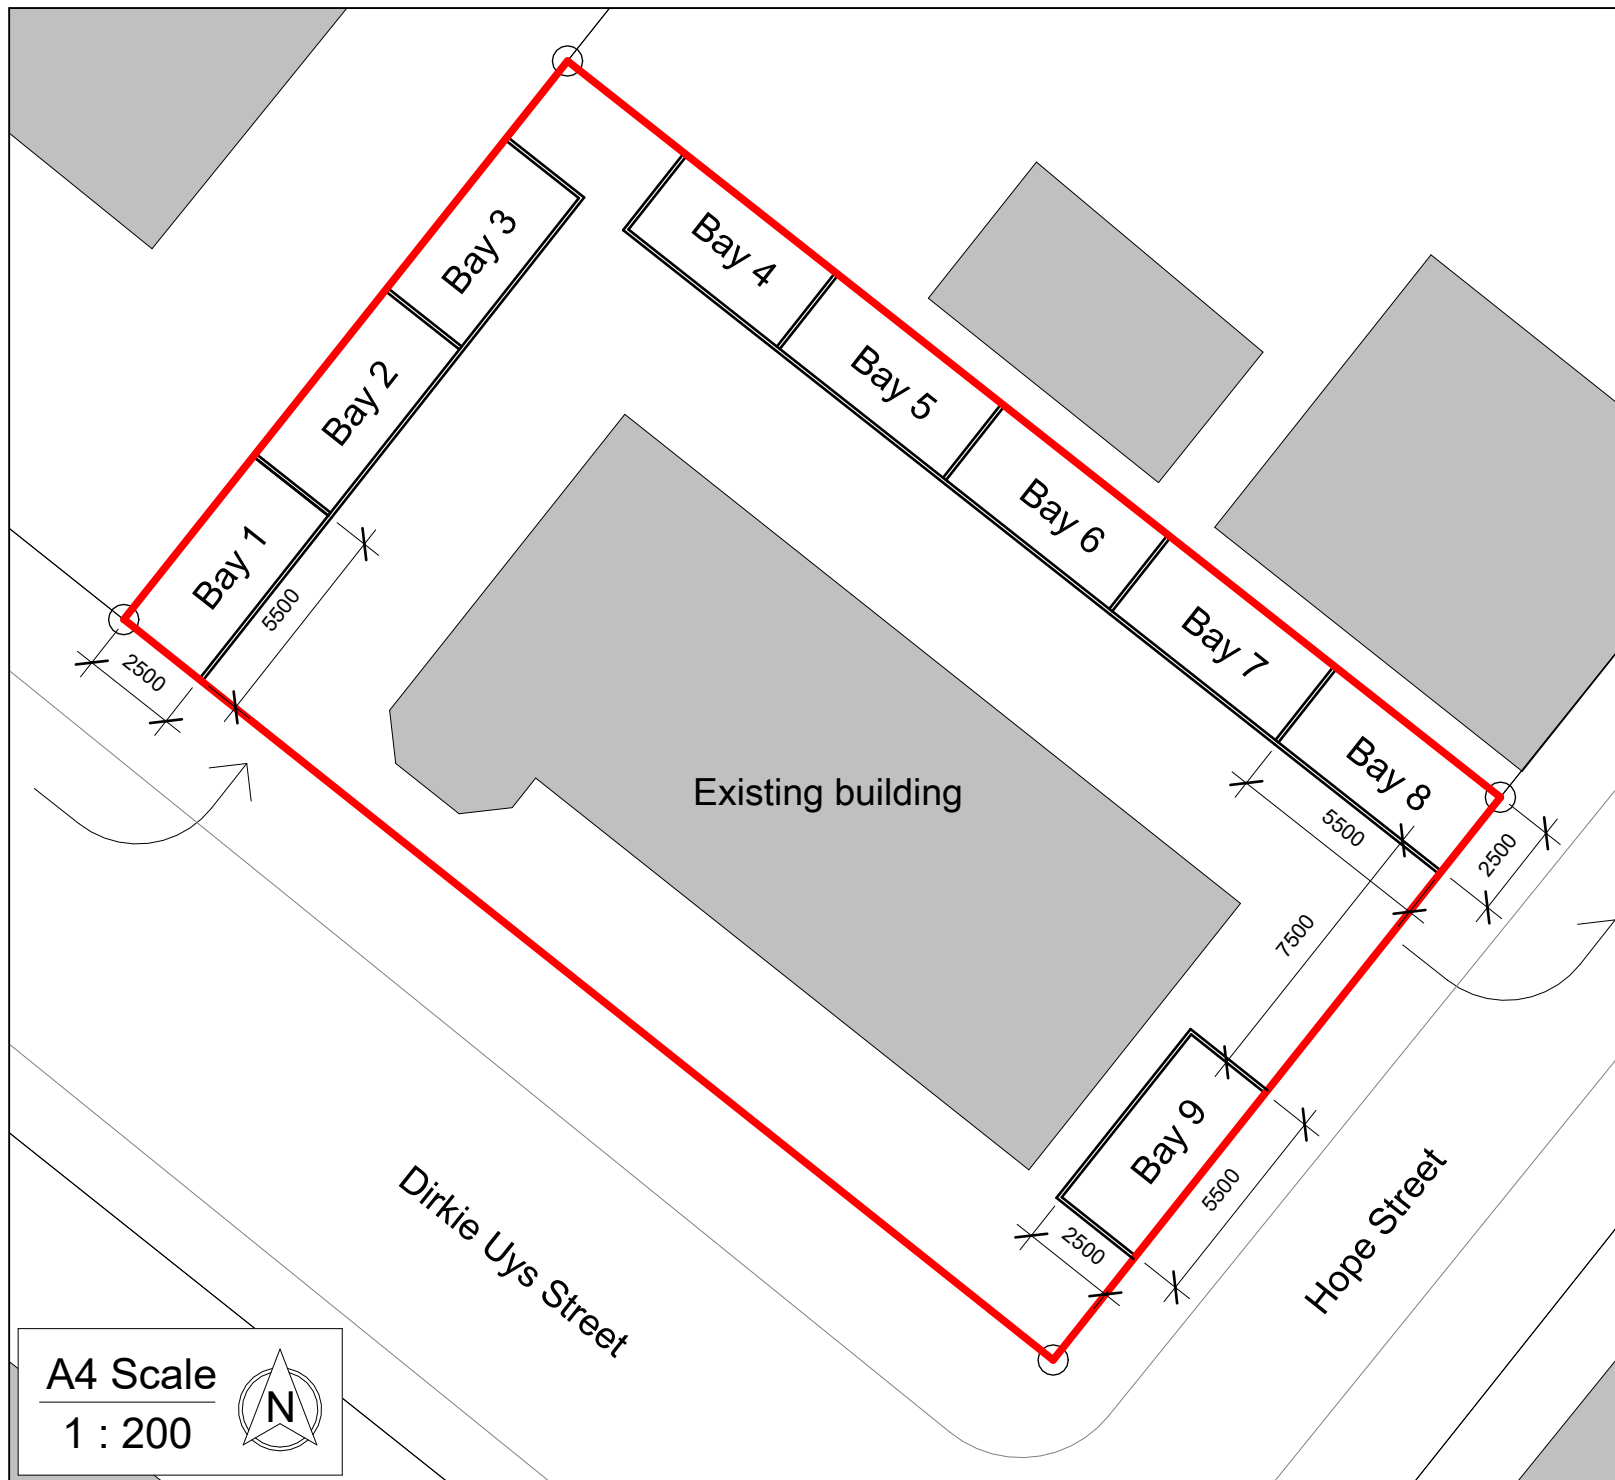 Bay 3
Bay 4
Bay 2
Bay 5
Bay 6
Bay 1
5500
Bay 7
2500
Bay 8
Existing building
5500
2500
7500
Bay 9
5500
2500
Dirkie Uys Street
Hope Street
A4 Scale
1 : 200
N